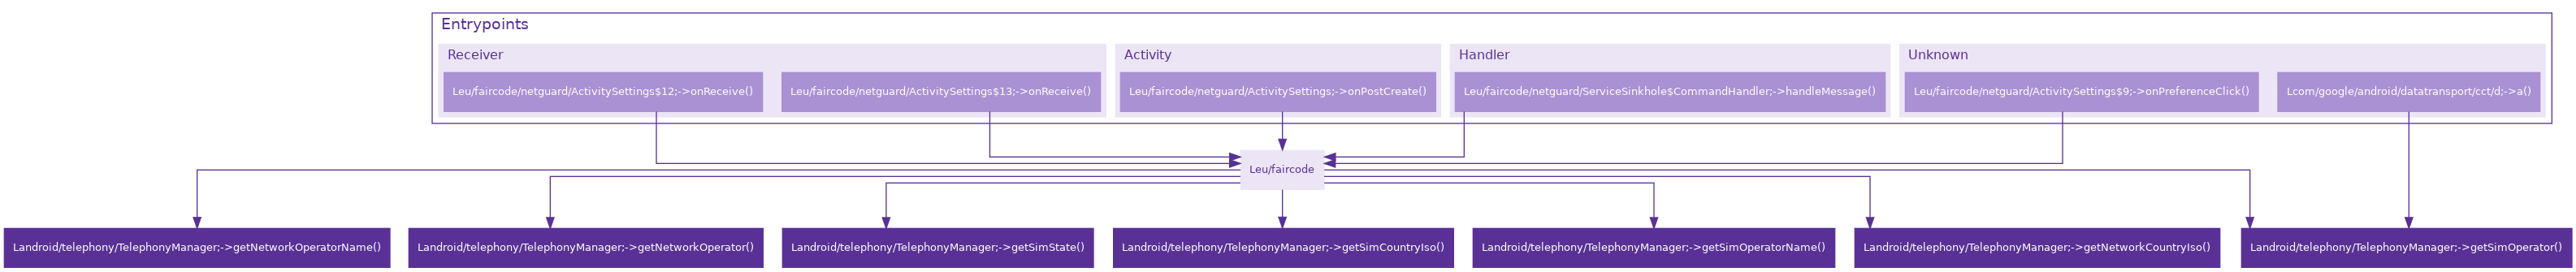 Entrypoints
Receiver
Activity
Handler
Unknown
Leu/faircode/netguard/ActivitySettings$12;->onReceive()
Leu/faircode/netguard/ActivitySettings$13;->onReceive()
Leu/faircode/netguard/ActivitySettings;->onPostCreate()
Leu/faircode/netguard/ServiceSinkhole$CommandHandler;->handleMessage()
Leu/faircode/netguard/ActivitySettings$9;->onPreferenceClick()
Lcom/google/android/datatransport/cct/d;->a()
Leu/faircode
Landroid/telephony/TelephonyManager;->getNetworkOperatorName()
Landroid/telephony/TelephonyManager;->getNetworkOperator()
Landroid/telephony/TelephonyManager;->getSimState()
Landroid/telephony/TelephonyManager;->getSimCountryIso()
Landroid/telephony/TelephonyManager;->getSimOperatorName()
Landroid/telephony/TelephonyManager;->getNetworkCountryIso()
Landroid/telephony/TelephonyManager;->getSimOperator()